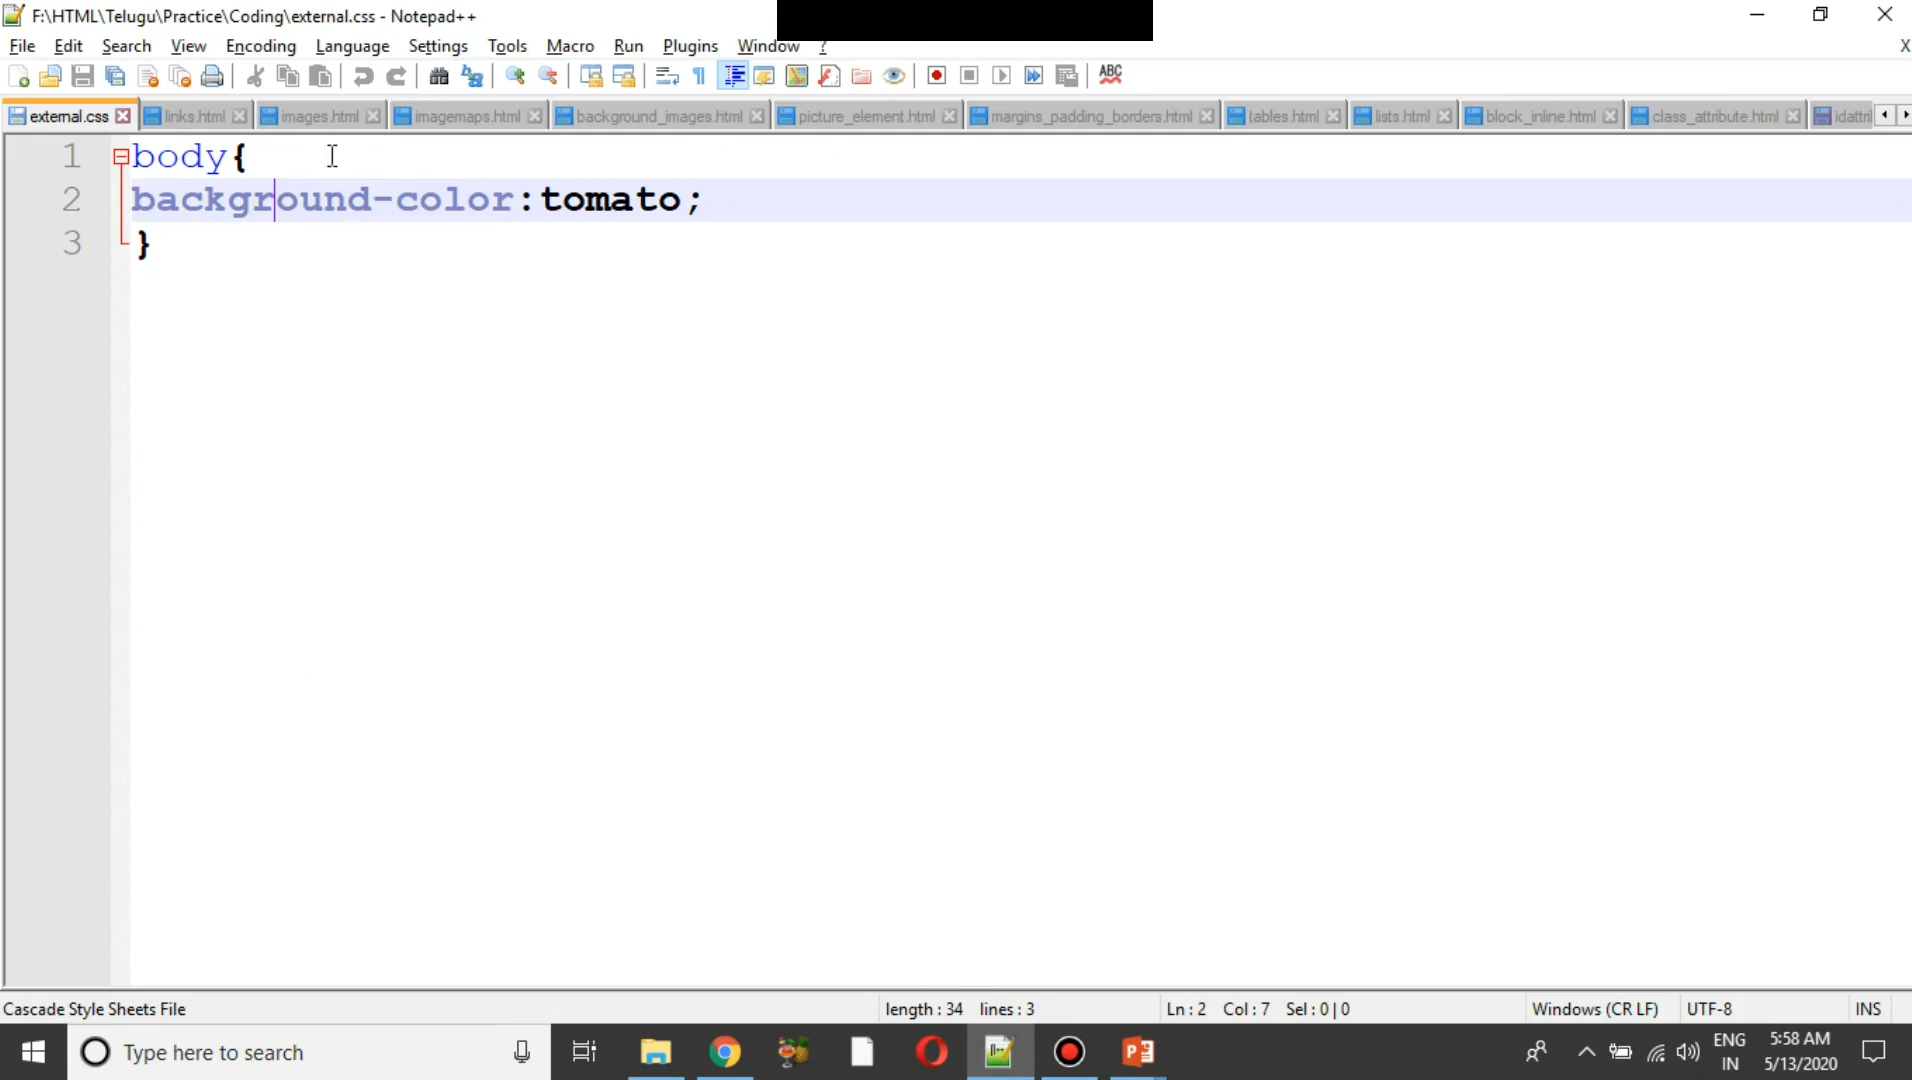 F:\HTML\Telugu\Practice\Coding\external.css - Notepad++
File Edit Search View Encoding Language Settings Tools Macro Run Plugins Window ? X
ABC
external.css links.html images.html imagemaps.html background_images.html picture_element.html margins_padding_borders.html tables.html lists.html block_inline.html class_attribute.html idattri
1 body{
2 background-color:tomato;
3 }
Cascade Style Sheets File length : 34 lines : 3 Ln : 2 Col : 7 Sel : 0 | 0 Windows (CR LF) UTF-8 INS
Type here to search
ENG 5:58 AM
IN 5/13/2020